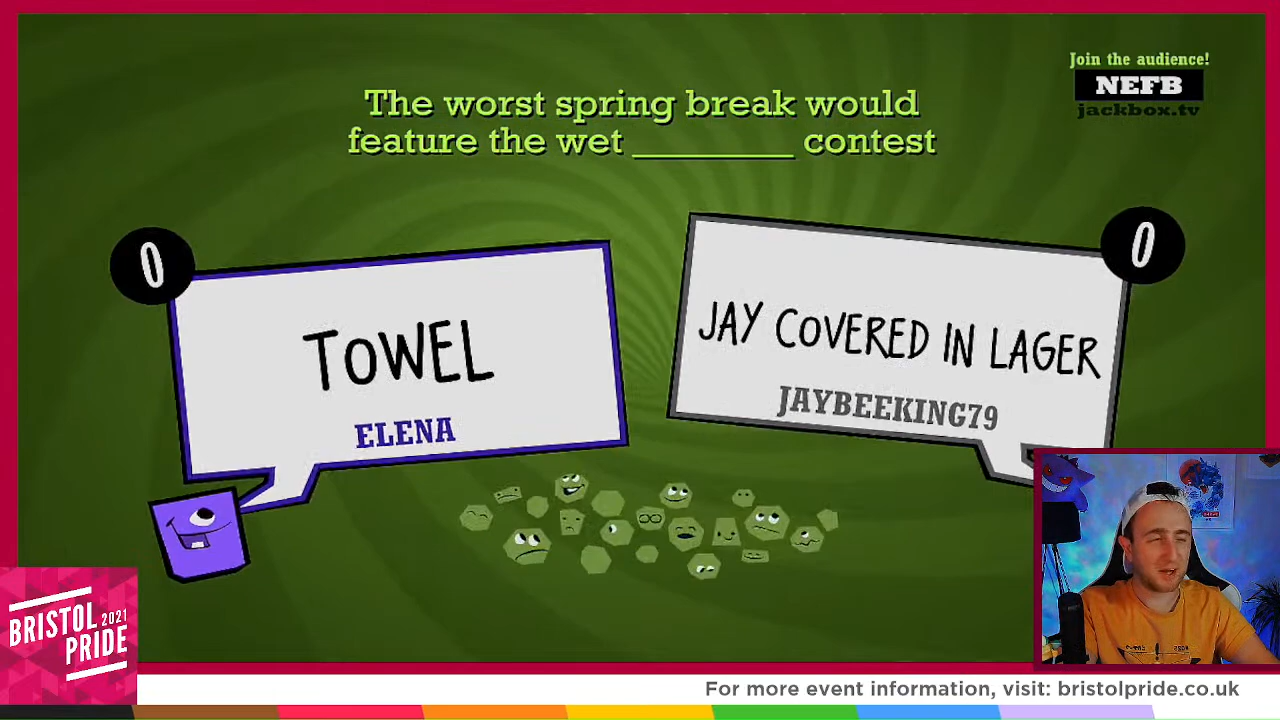 Join the audience!
NEFB
jackbox.tv
The worst spring break would
feature the wet ________ contest
0
0
TOWEL
ELENA
JAY COVERED IN LAGER
JAYBEEKING79
BRISTOL 2021
PRIDE
For more event information, visit: bristolpride.co.uk